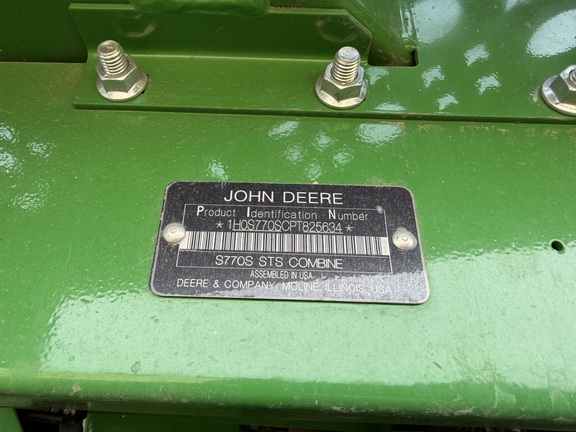 JOHN DEERE
Product Identification Number
*1H0S770SCPT825634*
S770S STS COMBINE
ASSEMBLED IN USA
DEERE & COMPANY, MOLINE, ILLINOIS, USA